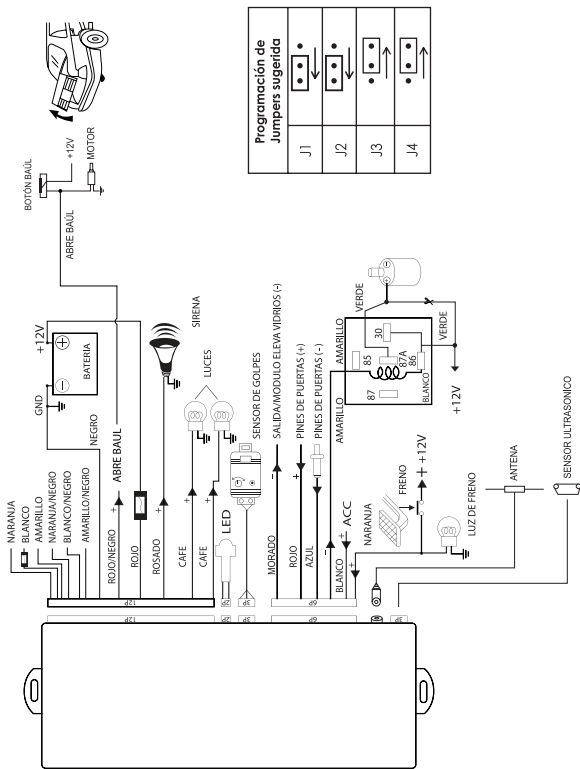 Programación de
Jumpers sugerida
J1
J2
J3
J4
BOTÓN BAÚL
+12V
MOTOR
ABRE BAÚL
+12V
GND
BATERÍA
NEGRO
SIRENA
LUCES
SENSOR DE GOLPES
SALIDA/MODULO ELEVA VIDRIOS (-)
PINES DE PUERTAS (+)
PINES DE PUERTAS (-)
AMARILLO
AMARILLO
VERDE
VERDE
30
85
87A
86
87
BLANCO
+12V
NARANJA
BLANCO
AMARILLO
NARANJA/NEGRO
BLANCO/NEGRO
AMARILLO/NEGRO
ROJO/NEGRO
ABRE BAUL
ROJO
ROSADO
CAFE
CAFE
LED
MORADO
ROJO
AZUL
BLANCO
ACC
NARANJA
NARANJA
FRENO
+12V
LUZ DE FRENO
ANTENA
SENSOR ULTRASONICO
12P
2P
3P
6P
12P
2P
3P
6P
3P